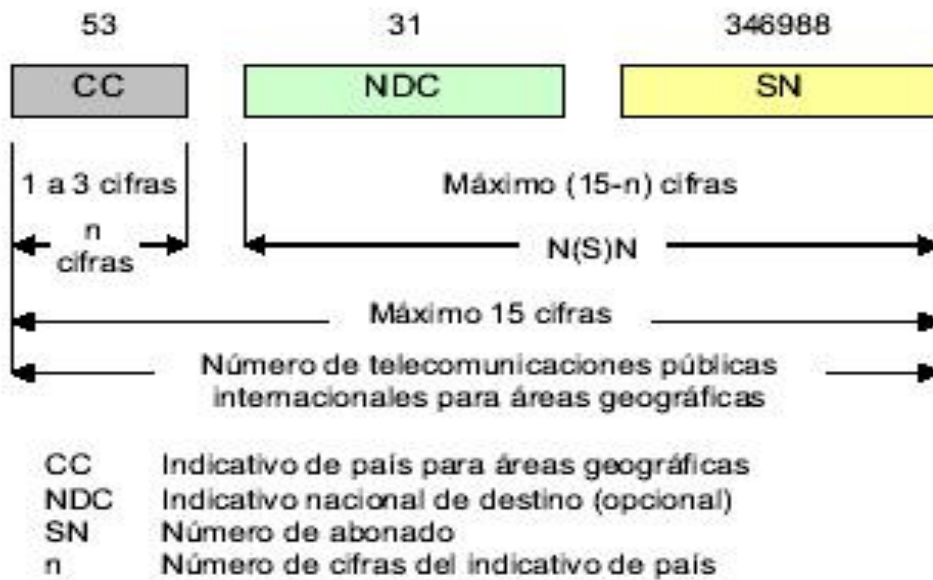 53 31 346988
CC NDC SN
1 a 3 cifras Máximo (15-n) cifras
n
cifras N(S)N
Máximo 15 cifras
Número de telecomunicaciones públicas
internacionales para áreas geográficas
CC Indicativo de país para áreas geográficas
NDC Indicativo nacional de destino (opcional)
SN Número de abonado
n Número de cifras del indicativo de país